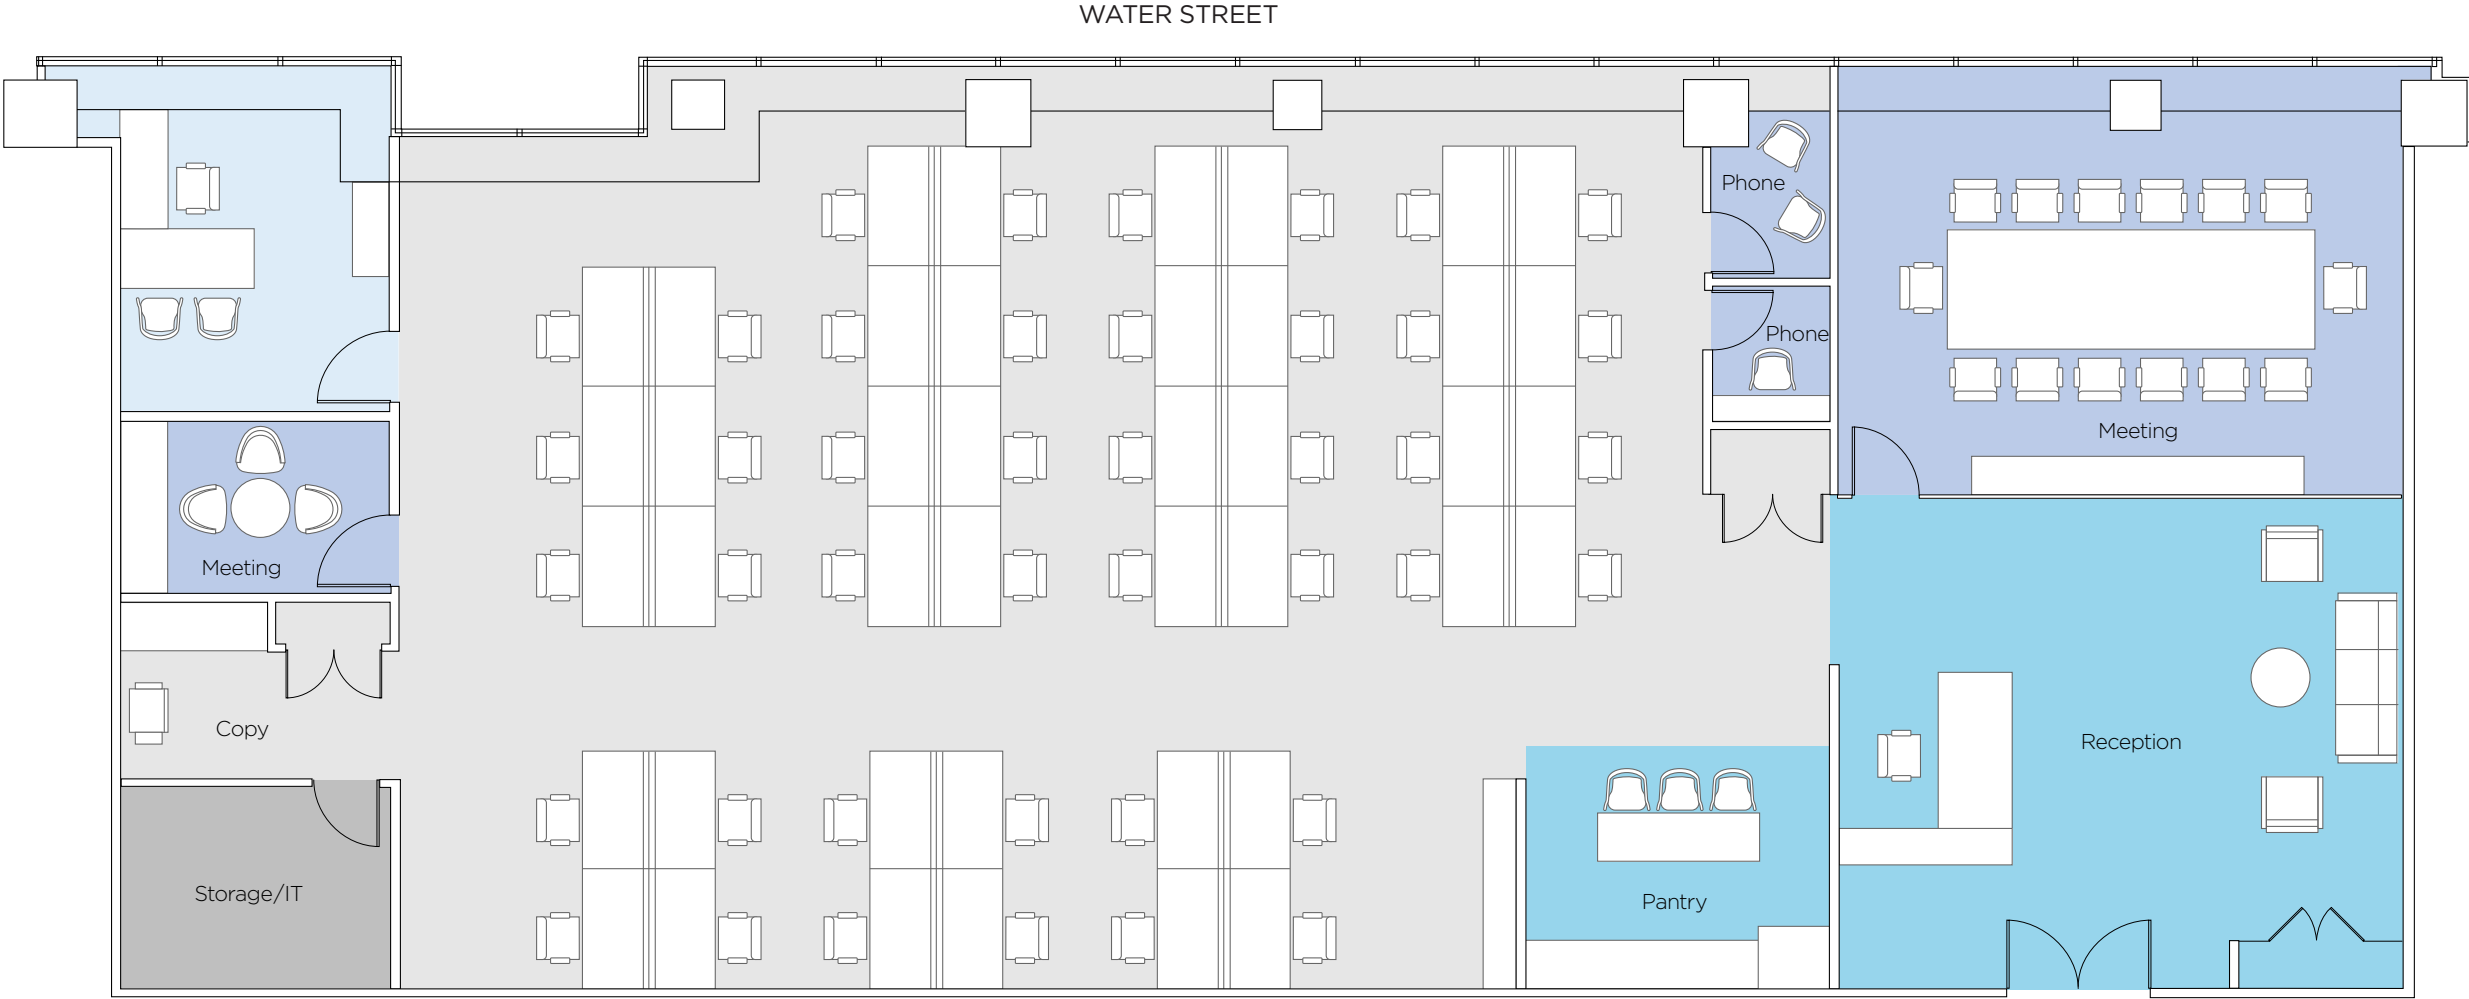 WATER STREET
Phone
Phone
Meeting
Meeting
Copy
Reception
Storage/IT
Pantry